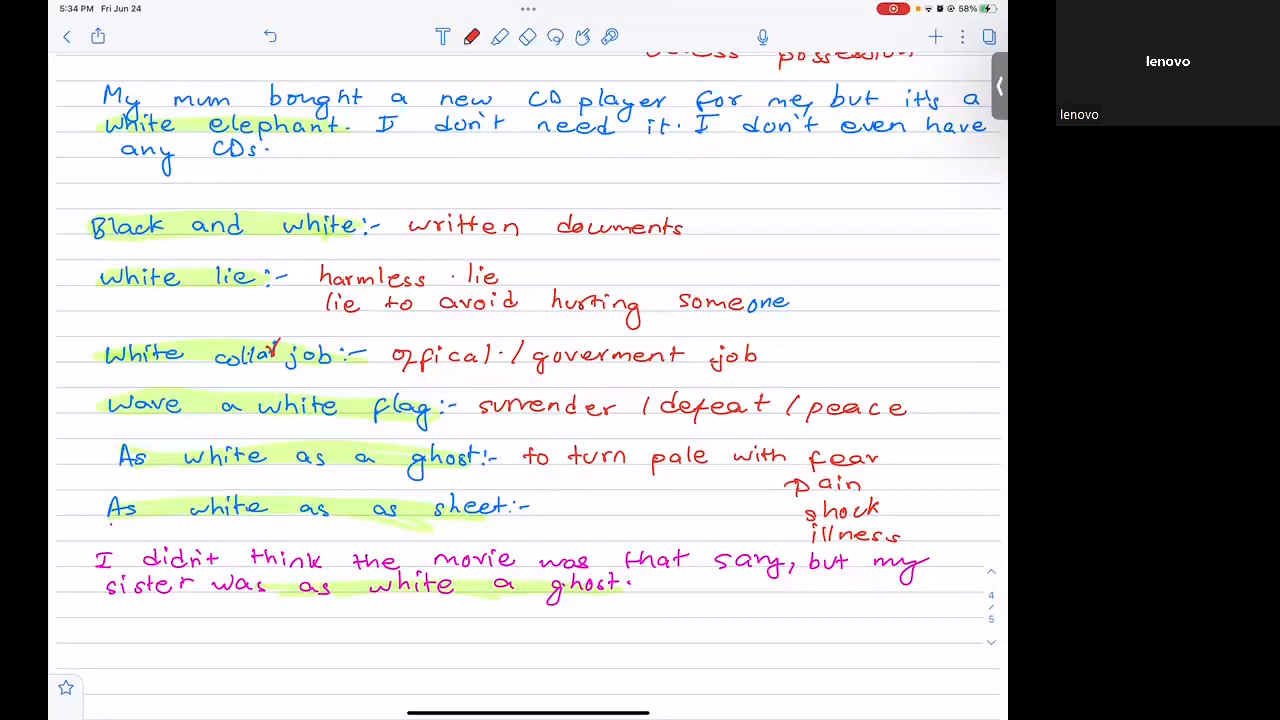 5:34 PM Fri Jun 24
58%
My mum bought a new CD player for me, but it's a
white elephant. I don't need it. I don't even have
any CDs.
Black and white:- written documents
White lie:- harmless lie
lie to avoid hurting someone
White collar job:- offical / goverment job
Wave a white flag:- surrender / defeat / peace
As white as a ghost:- to turn pale with fear
pain
As white as as sheet:-
shock
illness
I didn't think the movie was that scary, but my
sister was as white a ghost.
4
/
5
lenovo
lenovo